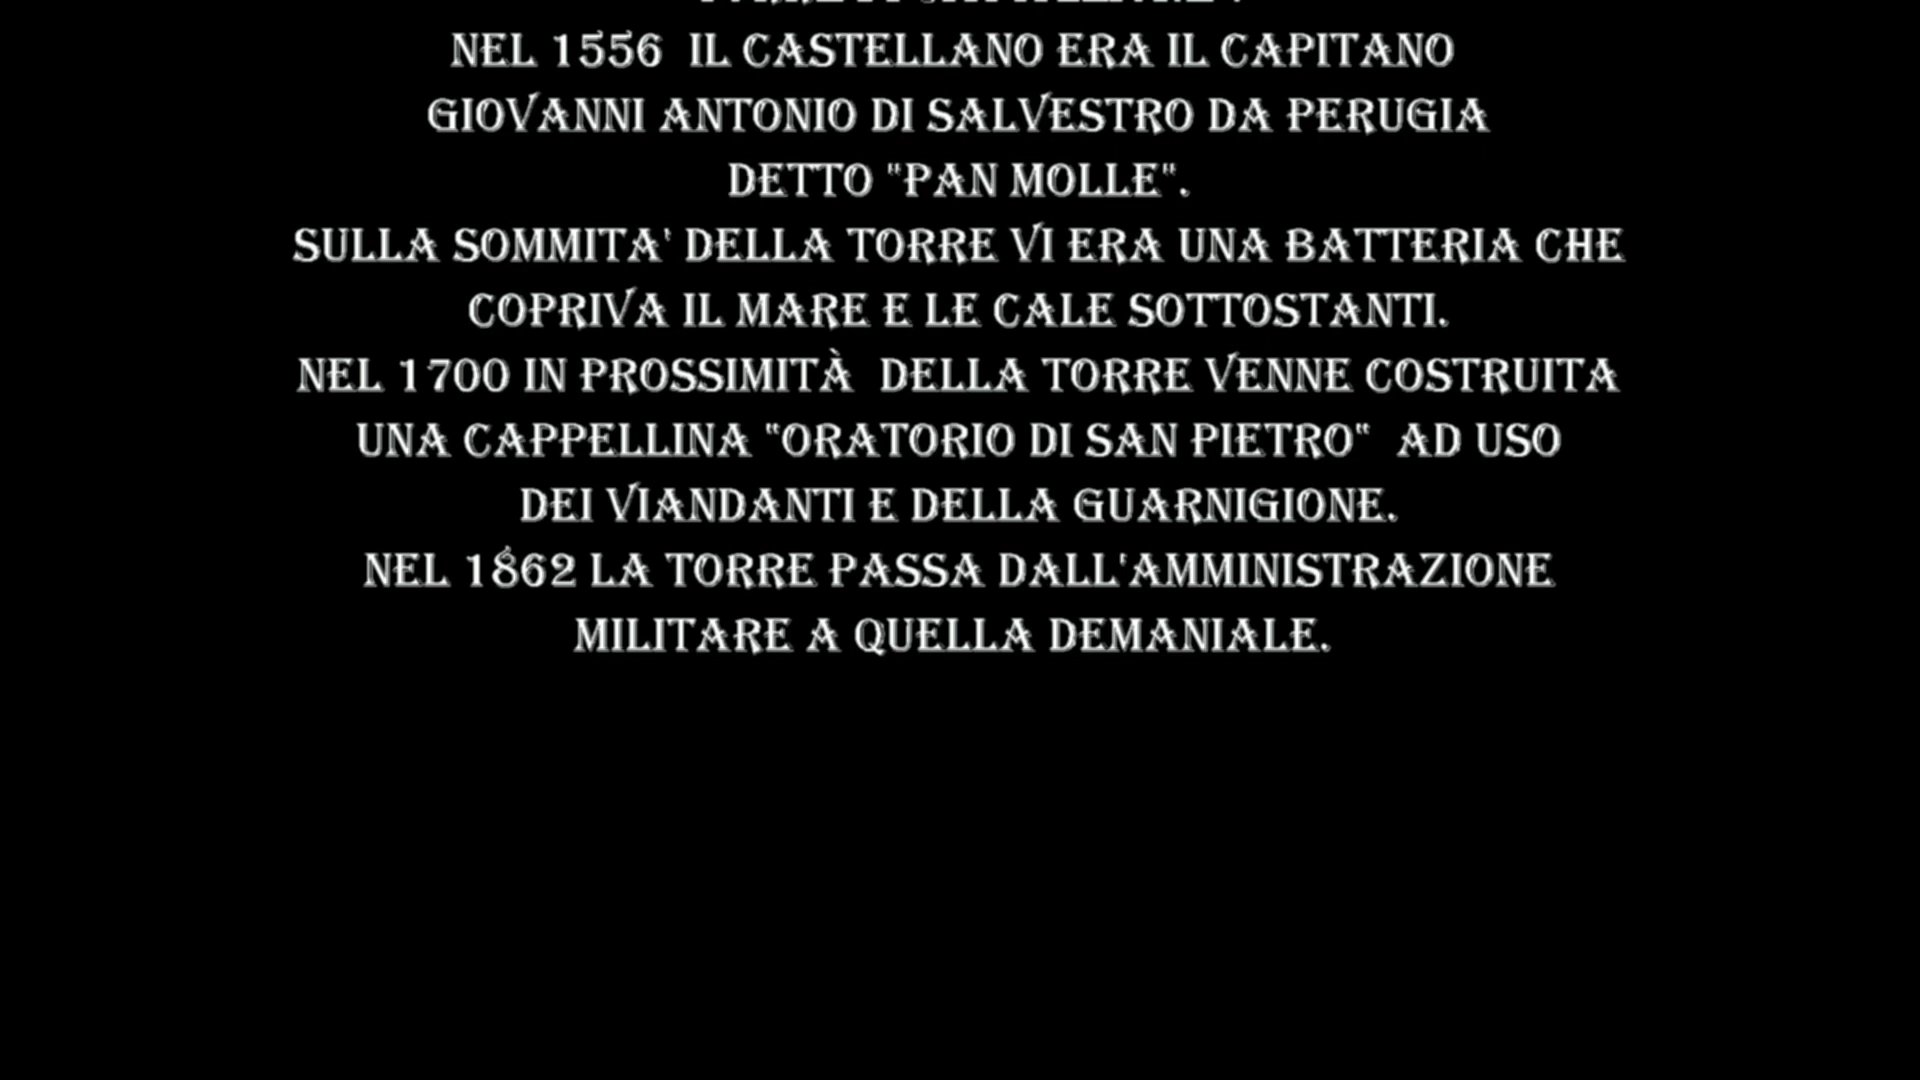 NEL 1556 IL CASTELLANO ERA IL CAPITANO
GIOVANNI ANTONIO DI SALVESTRO DA PERUGIA
DETTO "PAN MOLLE".
SULLA SOMMITA' DELLA TORRE VI ERA UNA BATTERIA CHE
COPRIVA IL MARE E LE CALE SOTTOSTANTI.
NEL 1700 IN PROSSIMITÀ DELLA TORRE VENNE COSTRUITA
UNA CAPPELLINA "ORATORIO DI SAN PIETRO" AD USO
DEI VIANDANTI E DELLA GUARNIGIONE.
NEL 1862 LA TORRE PASSA DALL'AMMINISTRAZIONE
MILITARE A QUELLA DEMANIALE.